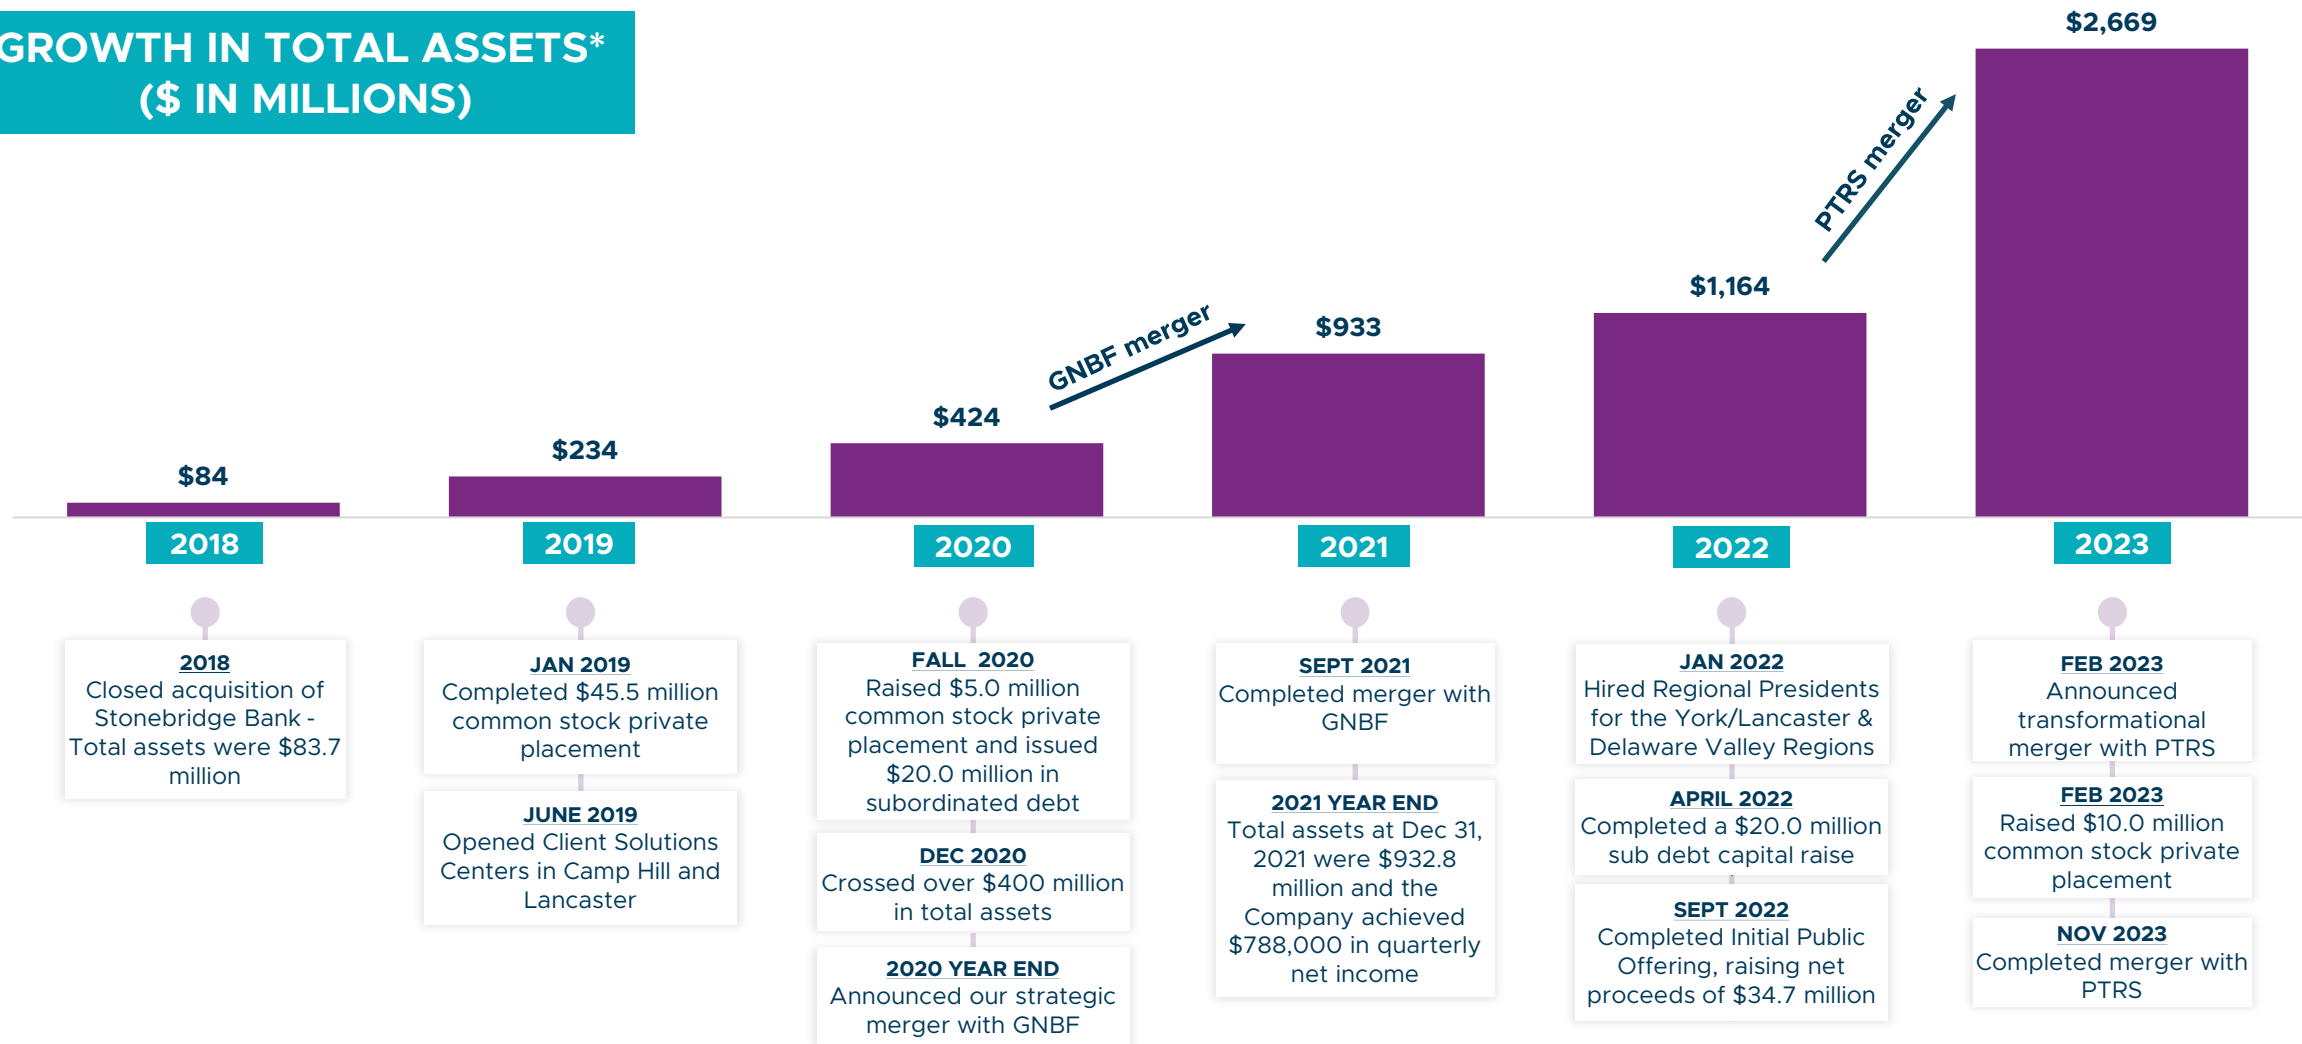 GROWTH IN TOTAL ASSETS*
($ IN MILLIONS)
$84
$234
$424
GNBF merger
$933
$1,164
PTRS merger
$2,669
2018
2019
2020
2021
2022
2023
2018
Closed acquisition of
Stonebridge Bank -
Total assets were $83.7
million
JAN 2019
Completed $45.5 million
common stock private
placement
JUNE 2019
Opened Client Solutions
Centers in Camp Hill and
Lancaster
FALL 2020
Raised $5.0 million
common stock private
placement and issued
$20.0 million in
subordinated debt
DEC 2020
Crossed over $400 million
in total assets
2020 YEAR END
Announced our strategic
merger with GNBF
SEPT 2021
Completed merger with
GNBF
2021 YEAR END
Total assets at Dec 31,
2021 were $932.8
million and the
Company achieved
$788,000 in quarterly
net income
JAN 2022
Hired Regional Presidents
for the York/Lancaster &
Delaware Valley Regions
APRIL 2022
Completed a $20.0 million
sub debt capital raise
SEPT 2022
Completed Initial Public
Offering, raising net
proceeds of $34.7 million
FEB 2023
Announced
transformational
merger with PTRS
FEB 2023
Raised $10.0 million
common stock private
placement
NOV 2023
Completed merger with
PTRS